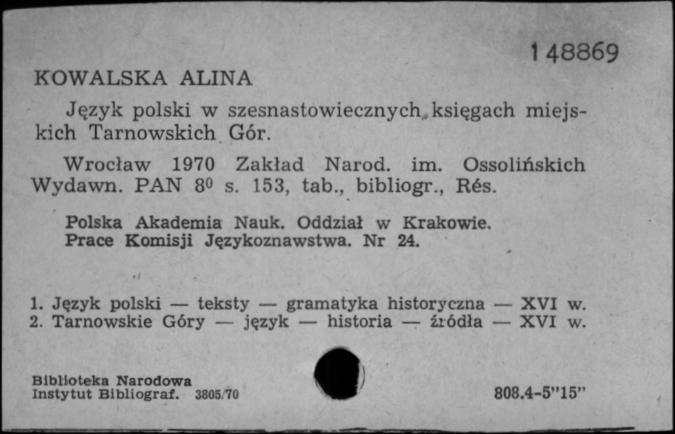 148869
KOWALSKA ALINA
Język polski w szesnastowiecznych księgach miejs-
kich Tarnowskich Gór.
Wrocław 1970 Zakład Narod. im. Ossolińskich
Wydawn. PAN 8⁰ s. 153, tab., bibliogr., Rés.
Polska Akademia Nauk. Oddział w Krakowie.
Prace Komisji Językoznawstwa. Nr 24.
1. Język polski — teksty — gramatyka historyczna — XVI w.
2. Tarnowskie Góry — język — historia — źródła — XVI w.
Biblioteka Narodowa
Instytut Bibliograf. 3805/70
808.4-5"15"